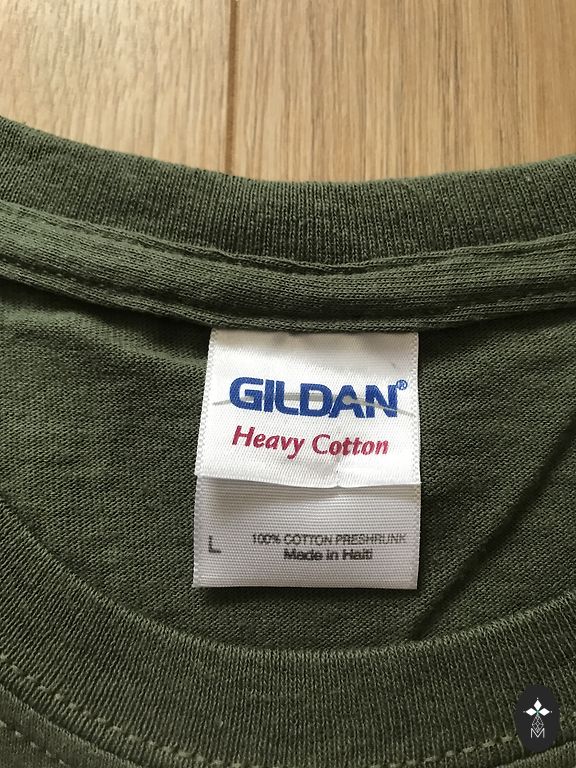 GILDAN®
Heavy Cotton
L
100% COTTON PRESHRUNK
Made in Haiti
M